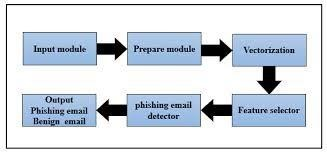 Input module
Prepare module
Vectorization
Feature selector
phishing email
detector
Output
Phishing email
Benign email